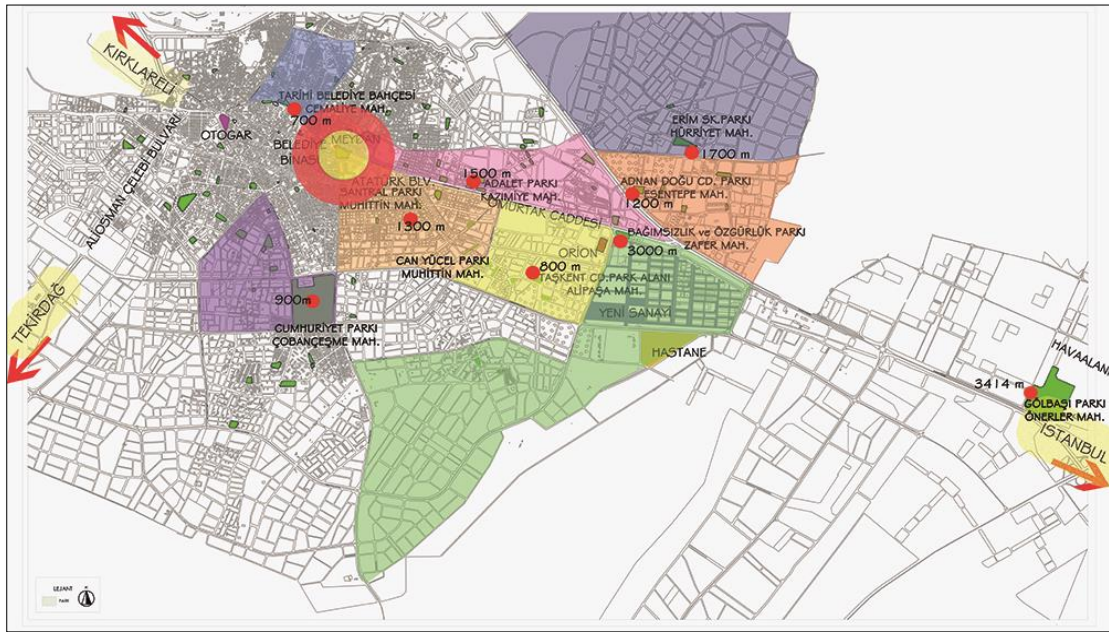 KIRKLARELİ
TARİHİ BELEDİYE BAHÇESİ
CEMALİYE MAH.
700 m
OTOGAR
ALİOSMAN ÇELEBİ BULVARI
BELEDİYE MEYDAN
BİNASI
ATATÜRK BLV.
SANTRAL PARKI
MUHİTTİN MAH.
1300 m
1500 m
ADALET PARKI
KAZIMİYE MAH.
OMURTAK CADDESİ
ERİM SK.PARKI
HÜRRİYET MAH.
1700 m
ADNAN DOĞU CD. PARKI
ESENTEPE MAH.
1200 m
BAĞIMSIZLIK ve ÖZGÜRLÜK PARKI
ZAFER MAH.
3000 m
ORİON
CAN YÜCEL PARKI
MUHİTTİN MAH.
800 m
TAŞKENT CD.PARK ALANI
ALİPAŞA MAH.
TEKİRDAĞ
900m
CUMHURİYET PARKI
ÇOBANÇEŞME MAH.
YENİ SANAYİ
HASTANE
HAVAALANI
3414 m
GÖLBAŞI PARKI
ÖNERLER MAH.
İSTANBUL
LEJANT